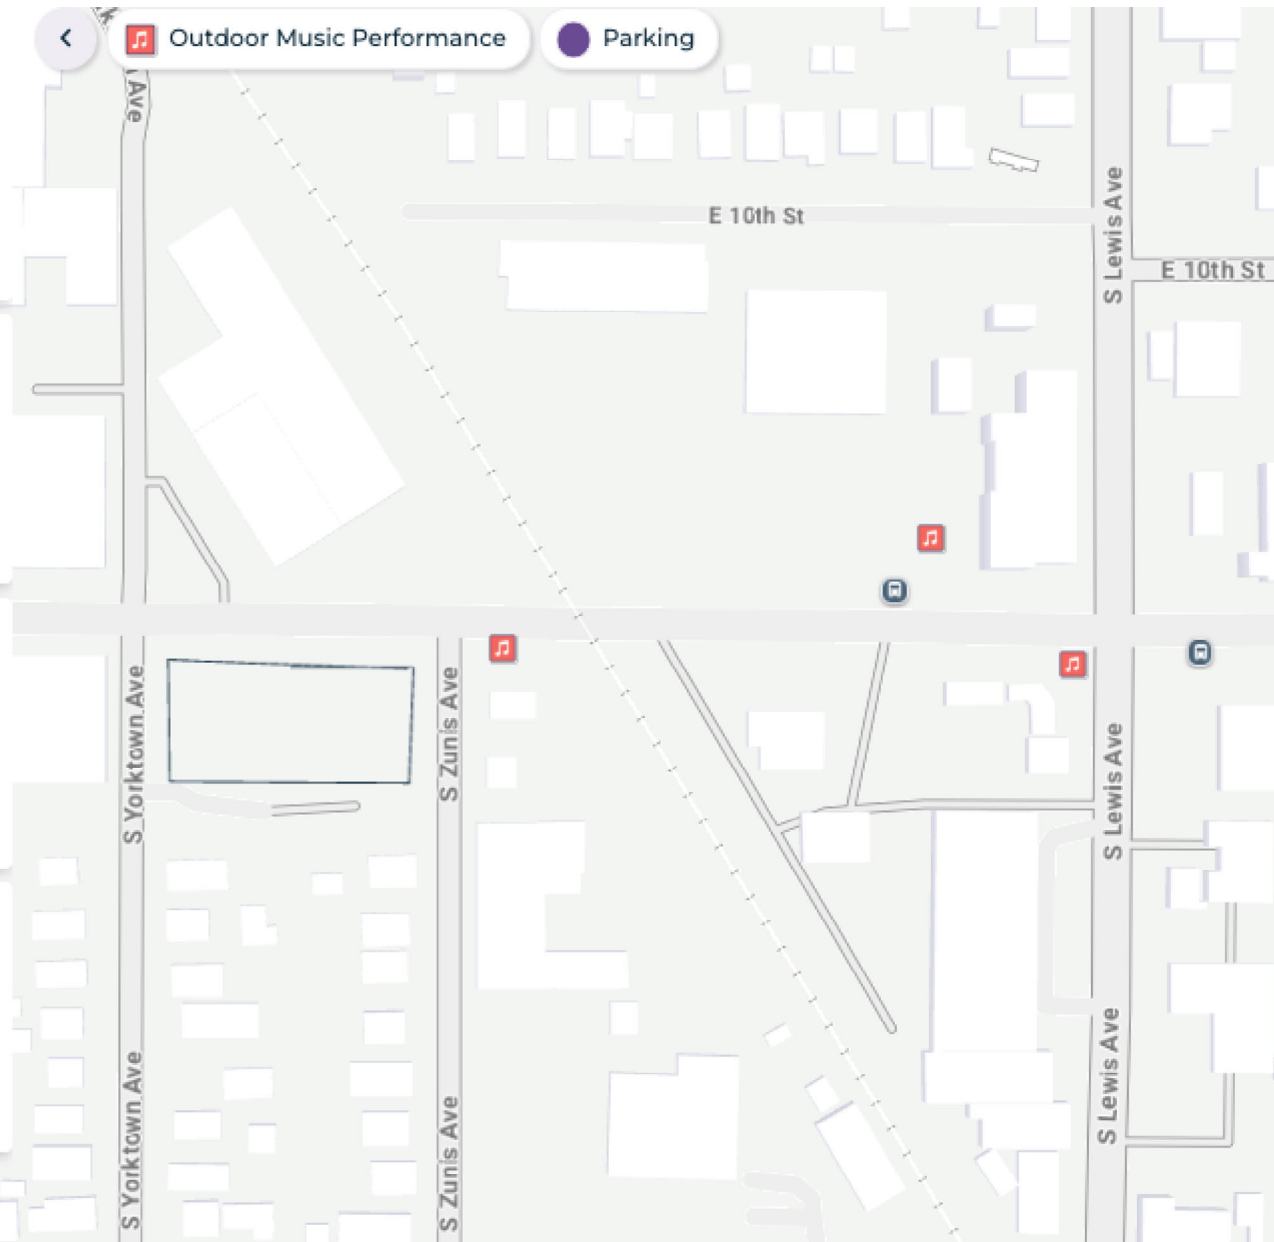 Outdoor Music Performance
Parking
Ave
E 10th St
S Lewis Ave
E 10th St
S Yorktown Ave
S Zunis Ave
S Lewis Ave
S Yorktown Ave
S Zunis Ave
S Lewis Ave